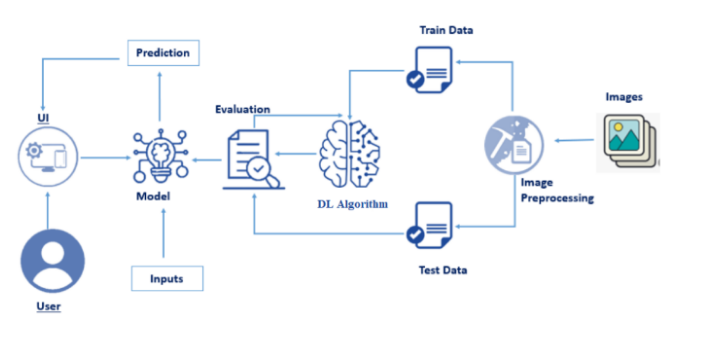 Train Data
Prediction
Images
Evaluation
UI
Image
Preprocessing
Model
DL Algorithm
Test Data
Inputs
User